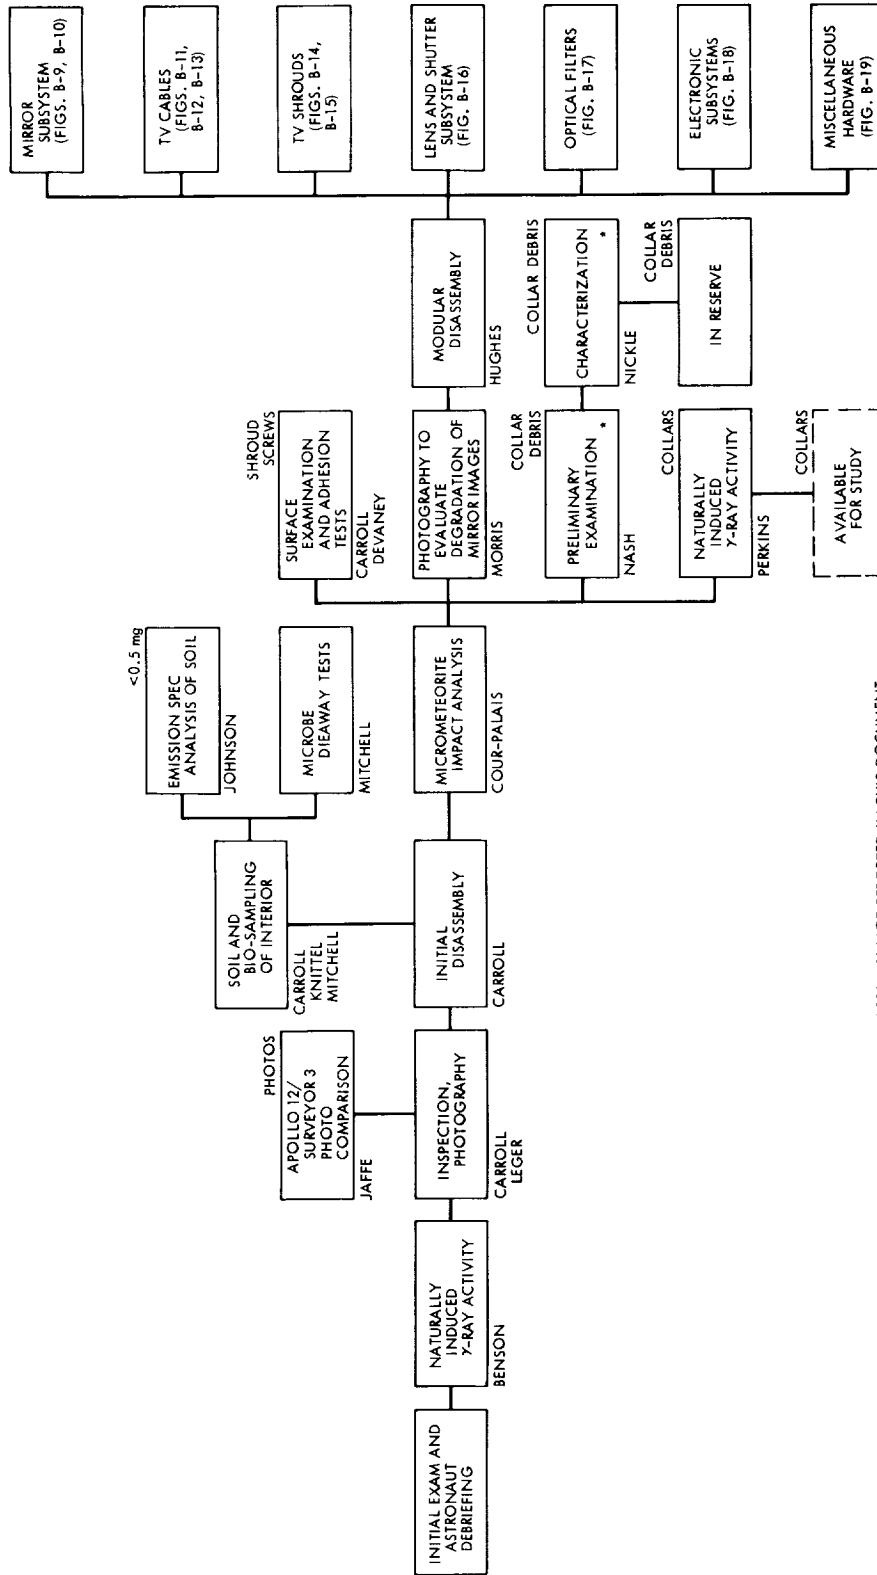 INITIAL EXAM AND
ASTRONAUT
DEBRIEFING
NATURALLY
INDUCED
γ-RAY ACTIVITY
BENSON
INSPECTION,
PHOTOGRAPHY
CARROLL
LEGER
PHOTOS
APOLLO 12/
SURVEYOR 3
PHOTO
COMPARISON
JAFFE
INITIAL
DISASSEMBLY
CARROLL
SOIL AND
BIO-SAMPLING
OF INTERIOR
CARROLL
KNITTEL
MITCHELL
<0.5 mg
EMISSION SPEC
ANALYSIS OF SOIL
JOHNSON
MICROBE
DIEAWAY TESTS
MITCHELL
MICROMETEORITE
IMPACT ANALYSIS
COUR-PALAIS
SHROUD
SCREWS
SURFACE
EXAMINATION
AND ADHESION
TESTS
CARROLL
DEVANEY
PHOTOGRAPHY TO
EVALUATE
DEGRADATION OF
MIRROR IMAGES
MORRIS
COLLAR
DEBRIS
PRELIMINARY
EXAMINATION
*
NASH
COLLARS
NATURALLY
INDUCED
γ-RAY ACTIVITY
PERKINS
COLLARS
AVAILABLE
FOR STUDY
MODULAR
DISASSEMBLY
HUGHES
COLLAR DEBRIS
CHARACTERIZATION
*
NICKLE
COLLAR
DEBRIS
IN RESERVE
MIRROR
SUBSYSTEM
(FIGS. B-9, B-10)
TV CABLES
(FIGS. B-11,
B-12, B-13)
TV SHROUDS
(FIGS. B-14,
B-15)
LENS AND SHUTTER
SUBSYSTEM
(FIG. B-16)
OPTICAL FILTERS
(FIG. B-17)
ELECTRONIC
SUBSYSTEMS
(FIG. B-18)
MISCELLANEOUS
HARDWARE
(FIG. B-19)